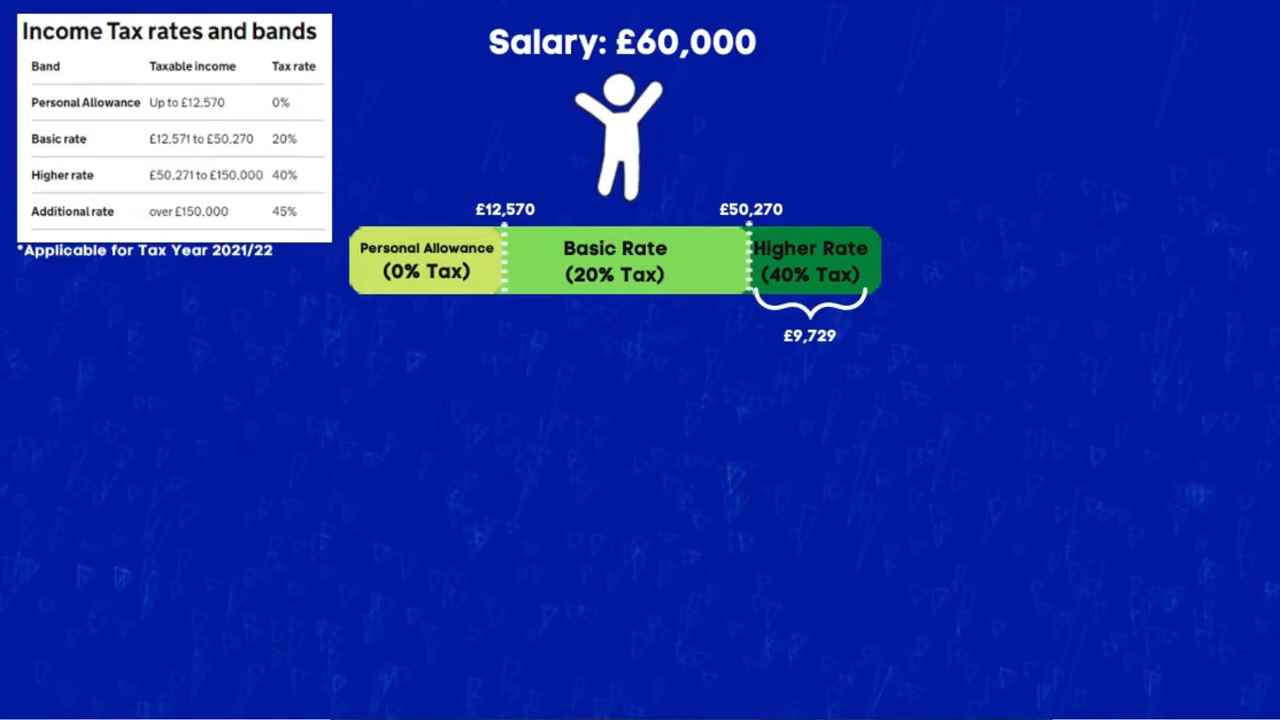 Income Tax rates and bands
Band Taxable income Tax rate
Personal Allowance Up to £12,570 0%
Basic rate £12,571 to £50,270 20%
Higher rate £50,271 to £150,000 40%
Additional rate over £150,000 45%
*Applicable for Tax Year 2021/22
Salary: £60,000
£12,570 £50,270
Personal Allowance
(0% Tax)
Basic Rate
(20% Tax)
Higher Rate
(40% Tax)
£9,729